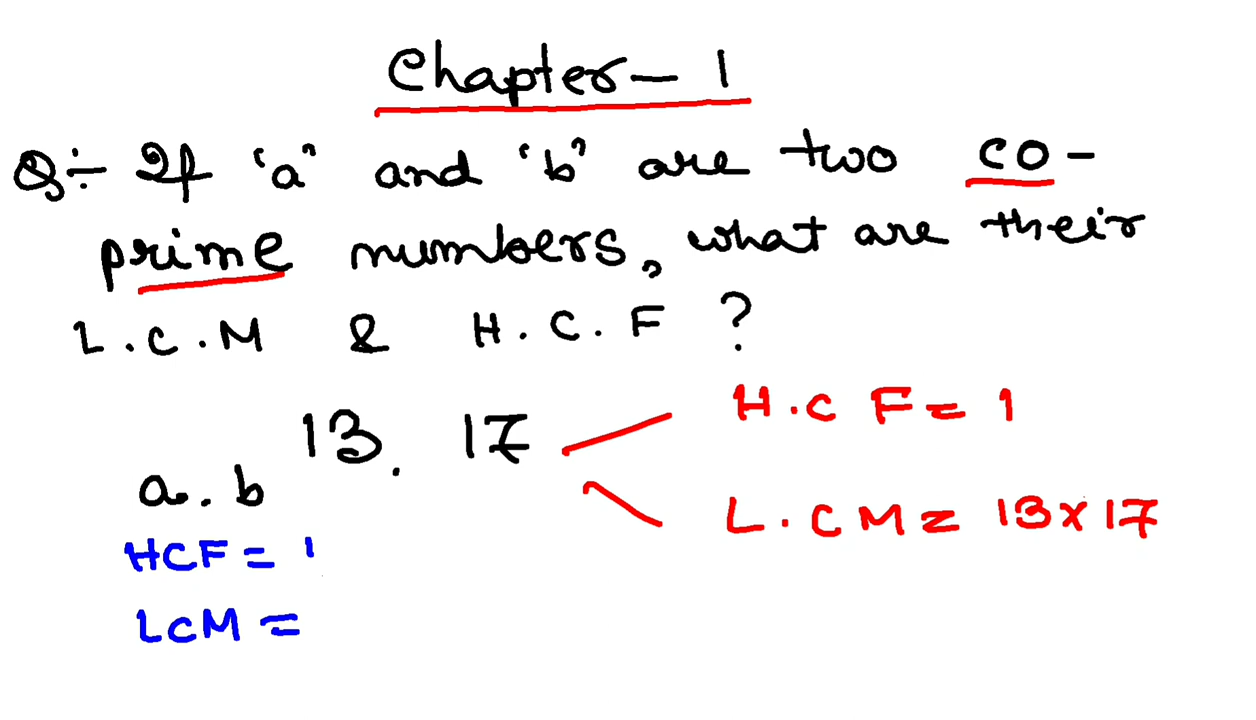 Chapter - 1
Q:- If 'a' and 'b' are two co-
prime numbers, what are their
L.C.M & H.C.F ?
13, 17
H.C F = 1
L.CM = 13x17
a, b
HCF = 1
LCM =